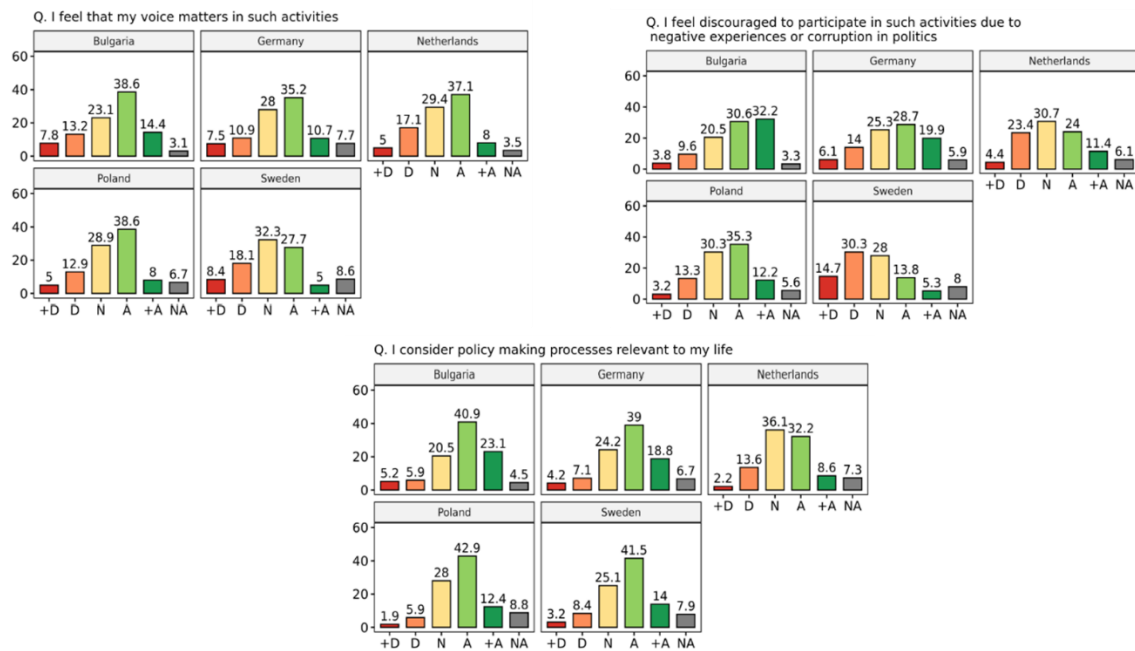 Q. I feel that my voice matters in such activities
Bulgaria Germany Netherlands
60
40
20
0
7.8 13.2 23.1 38.6 14.4 3.1
7.5 10.9 28 35.2 10.7 7.7
5 17.1 29.4 37.1 8 3.5
+D D N A +A NA
Poland Sweden
60
40
20
0
5 12.9 28.9 38.6 8 6.7
8.4 18.1 32.3 27.7 5 8.6
+D D N A +A NA +D D N A +A NA
Q. I feel discouraged to participate in such activities due to
negative experiences or corruption in politics
Bulgaria Germany Netherlands
60
40
20
0
3.8 9.6 20.5 30.6 32.2 3.3
6.1 14 25.3 28.7 19.9 5.9
4.4 23.4 30.7 24 11.4 6.1
+D D N A +A NA
Poland Sweden
60
40
20
0
3.2 13.3 30.3 35.3 12.2 5.6
14.7 30.3 28 13.8 5.3 8
+D D N A +A NA +D D N A +A NA
Q. I consider policy making processes relevant to my life
Bulgaria Germany Netherlands
60
40
20
0
5.2 5.9 20.5 40.9 23.1 4.5
4.2 7.1 24.2 39 18.8 6.7
2.2 13.6 36.1 32.2 8.6 7.3
+D D N A +A NA
Poland Sweden
60
40
20
0
1.9 5.9 28 42.9 12.4 8.8
3.2 8.4 25.1 41.5 14 7.9
+D D N A +A NA +D D N A +A NA